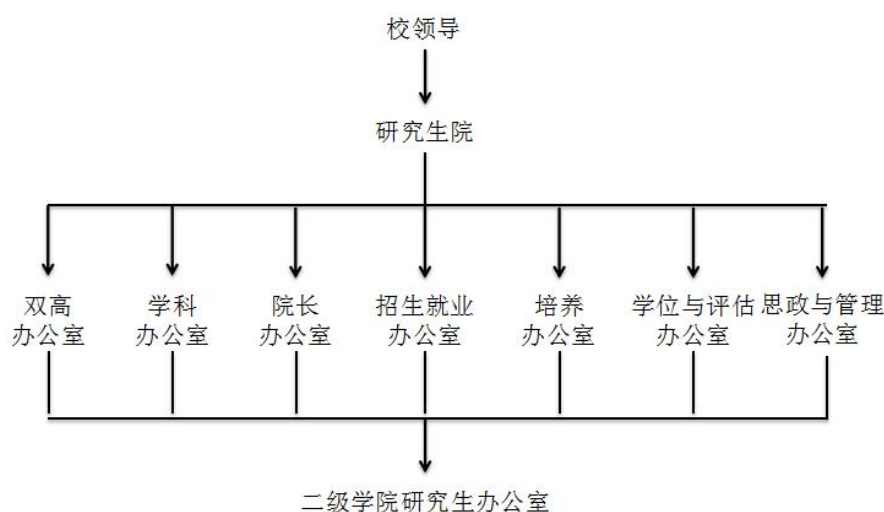 校领导
研究生院
双高
办公室
学科
办公室
院长
办公室
招生就业
办公室
培养
办公室
学位与评估
办公室
思政与管理
办公室
二级学院研究生办公室